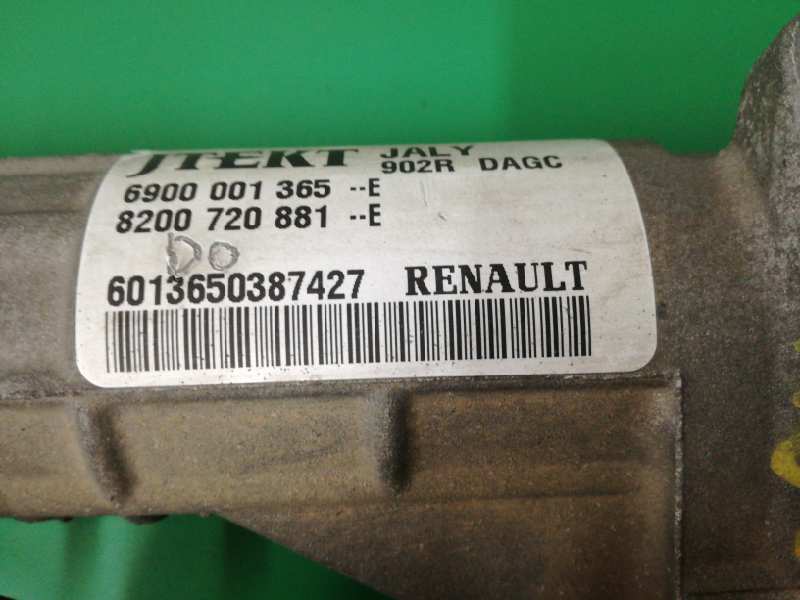 JTEKT JALY
902R DAGC
6900 001 365 --E
8200 720 881 --E
DO
6013650387427 RENAULT